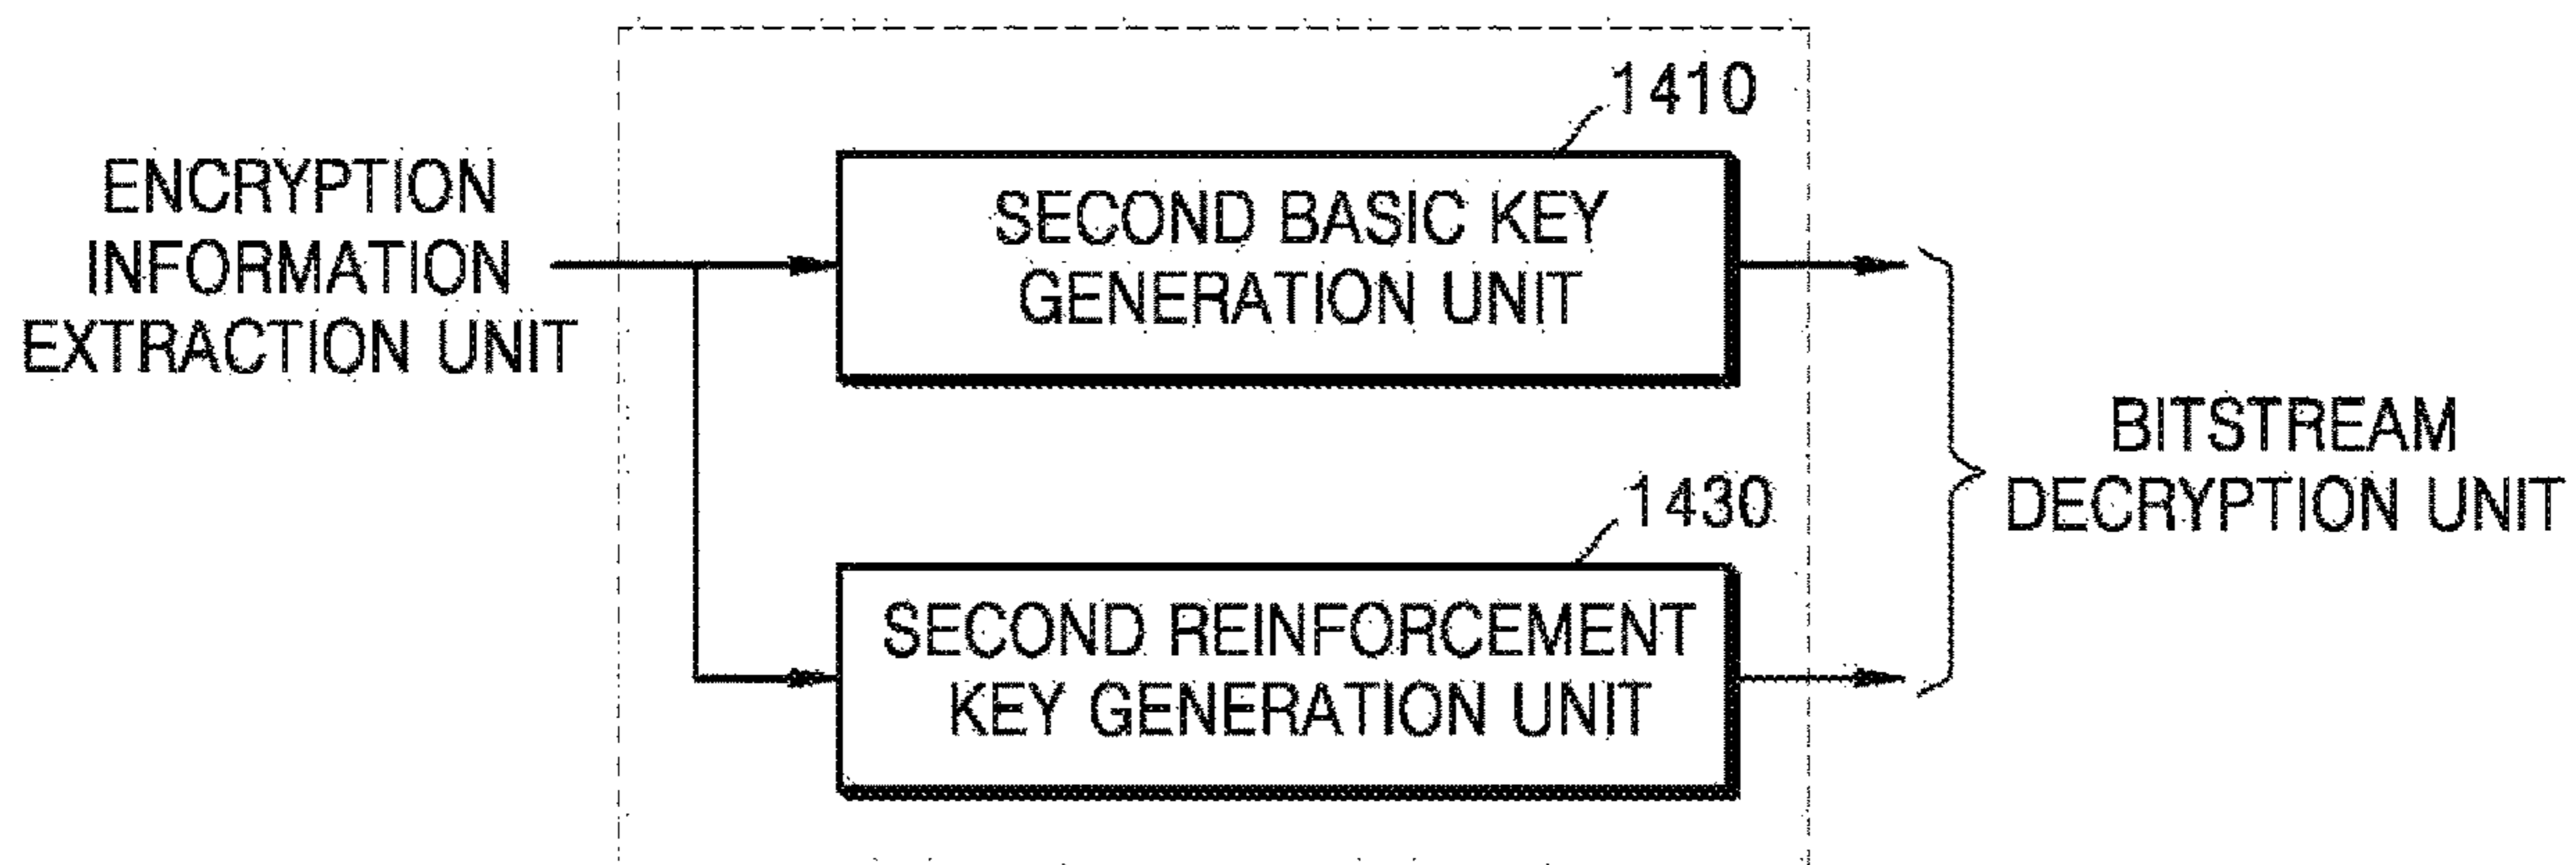 1410
ENCRYPTION
INFORMATION
EXTRACTION UNIT
SECOND BASIC KEY
GENERATION UNIT
BITSTREAM
DECRYPTION UNIT
1430
SECOND REINFORCEMENT
KEY GENERATION UNIT